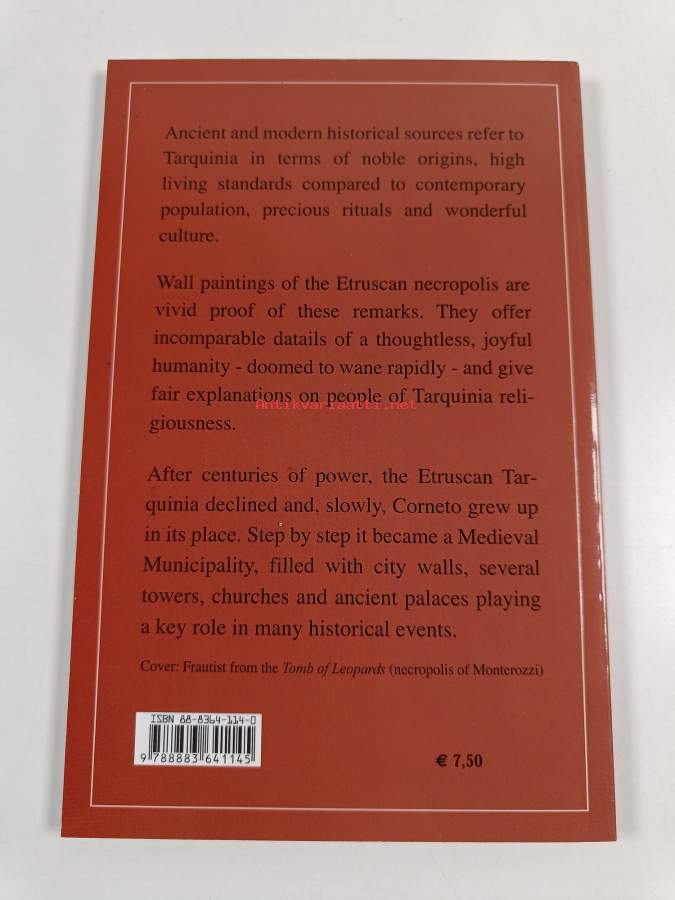 Ancient and modern historical sources refer to
Tarquinia in terms of noble origins, high
living standards compared to contemporary
population, precious rituals and wonderful
culture.
Wall paintings of the Etruscan necropolis are
vivid proof of these remarks. They offer
incomparable datails of a thoughtless, joyful
humanity - doomed to wane rapidly - and give
fair explanations on people of Tarquinia reli-
Antikvariaatti.net
giousness.
After centuries of power, the Etruscan Tar-
quinia declined and, slowly, Corneto grew up
in its place. Step by step it became a Medieval
Municipality, filled with city walls, several
towers, churches and ancient palaces playing
a key role in many historical events.
Cover: Frautist from the Tomb of Leopards (necropolis of Monterozzi)
ISBN 88-8364-114-0
9 788883 641145
€ 7,50